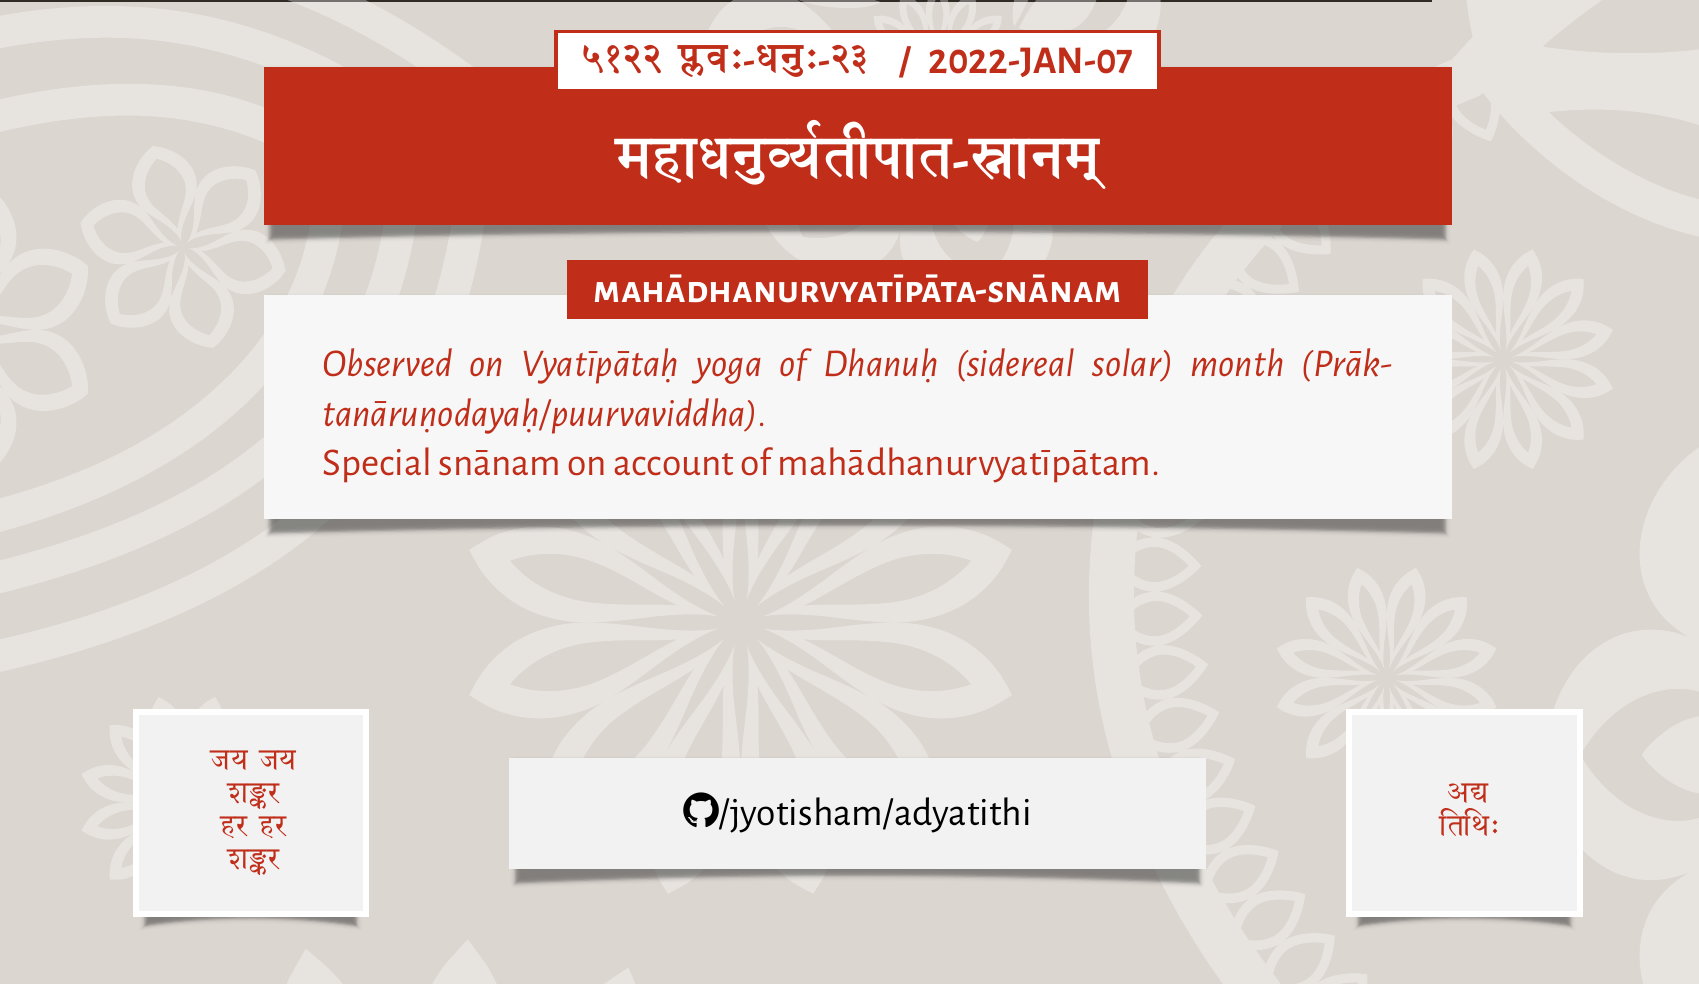 ५१२२ प्लवः-धनुः-२३ / 2022-JAN-07
महाधनुर्व्यतीपात-स्नानम्
MAHĀDHANURVYATĪPĀTA-SNĀNAM
Observed on Vyatīpātaḥ yoga of Dhanuḥ (sidereal solar) month (Prāk-
tanāruṇodayaḥ/puurvaviddha).
Special snānam on account of mahādhanurvyatīpātam.
जय जय
शङ्कर
हर हर
शङ्कर
/jyotisham/adyatithi
अद्य
तिथिः